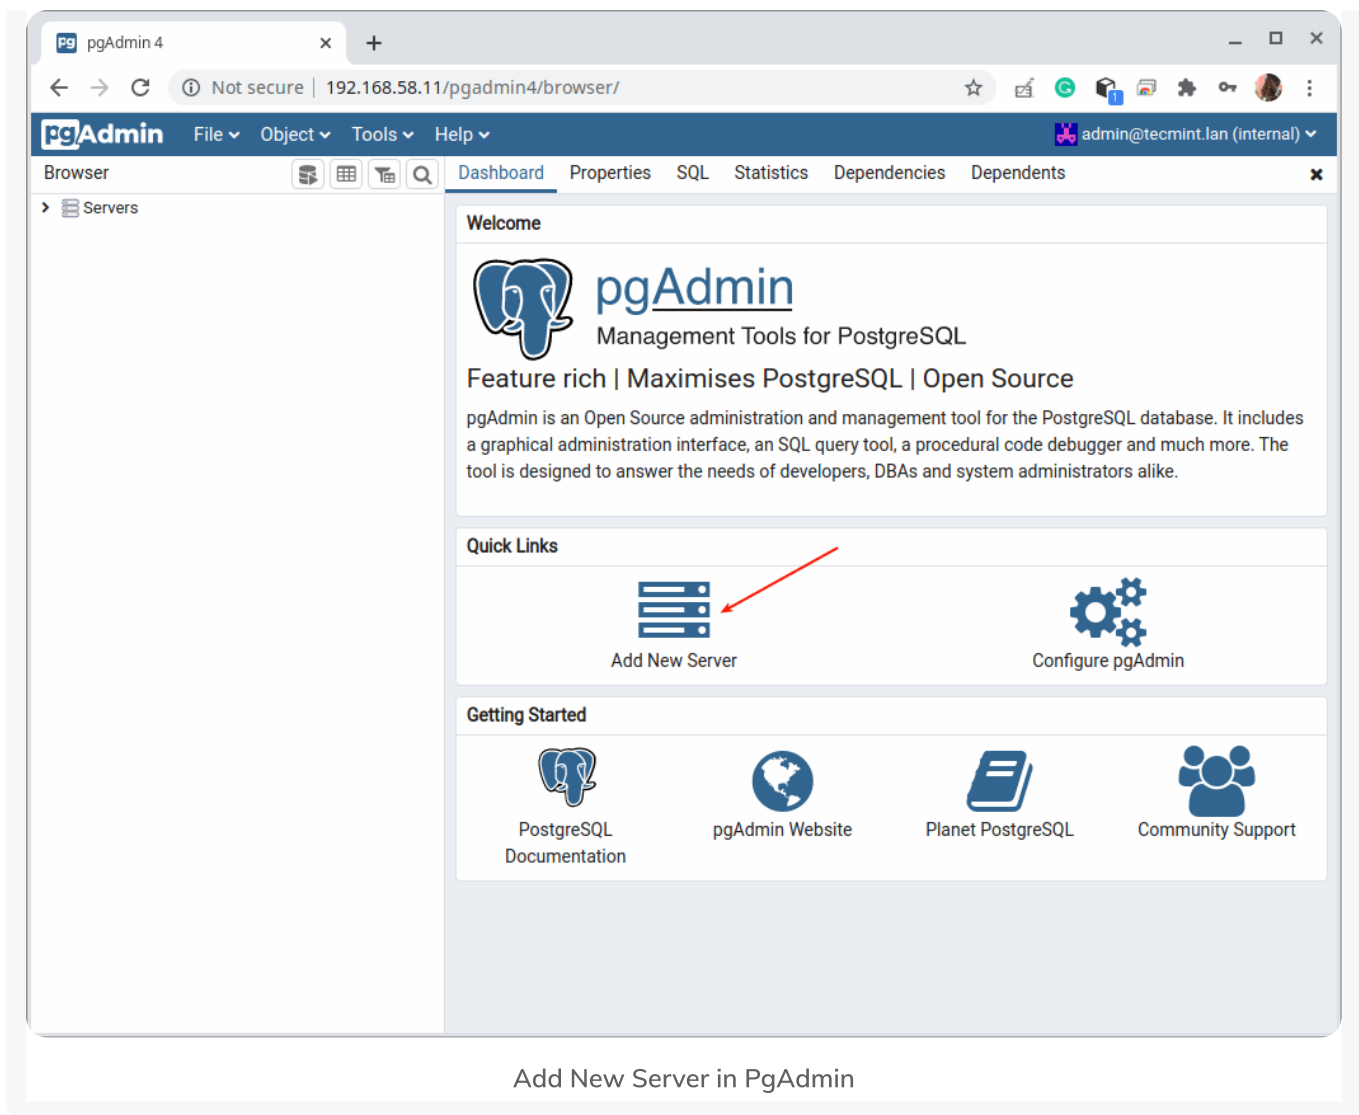 pgAdmin 4
Not secure | 192.168.58.11/pgadmin4/browser/
1
pgAdmin File Object Tools Help admin@tecmint.lan (internal)
Browser
Dashboard Properties SQL Statistics Dependencies Dependents
Servers
Welcome
pgAdmin
Management Tools for PostgreSQL
Feature rich | Maximises PostgreSQL | Open Source
pgAdmin is an Open Source administration and management tool for the PostgreSQL database. It includes
a graphical administration interface, an SQL query tool, a procedural code debugger and much more. The
tool is designed to answer the needs of developers, DBAs and system administrators alike.
Quick Links
Add New Server
Configure pgAdmin
Getting Started
PostgreSQL
Documentation
pgAdmin Website
Planet PostgreSQL
Community Support
Add New Server in PgAdmin